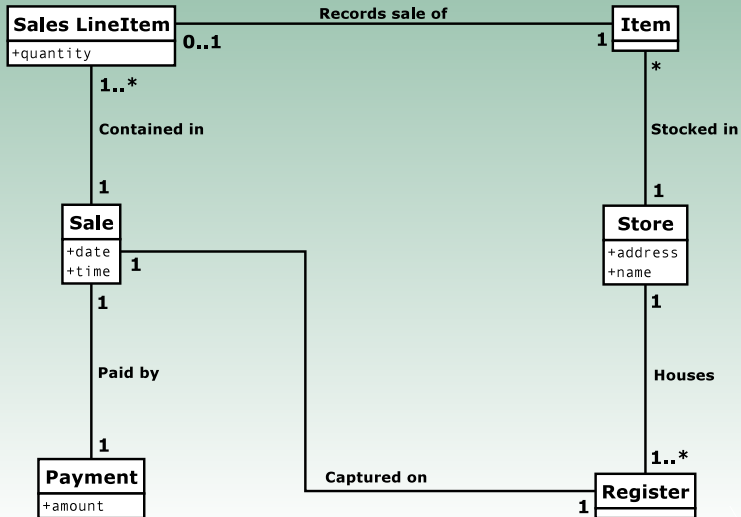 Records sale of
Sales LineItem
Item
+quantity
0..1
1
1..*
*
Contained in
Stocked in
1
1
Sale
Store
+date
+time
1
+address
+name
1
1
Paid by
Houses
1
1..*
Payment
Captured on
Register
+amount
1